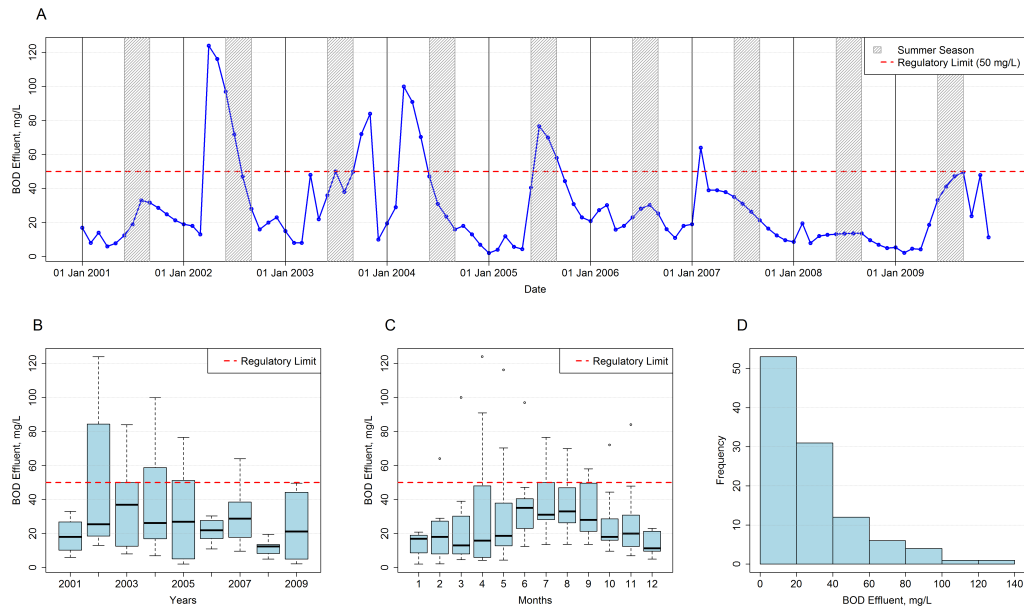 A
BOD Effluent, mg/L
0 20 40 60 80 100 120
Summer Season
Regulatory Limit (50 mg/L)
01 Jan 2001 01 Jan 2002 01 Jan 2003 01 Jan 2004 01 Jan 2005 01 Jan 2006 01 Jan 2007 01 Jan 2008 01 Jan 2009
Date
B
BOD Effluent, mg/L
0 20 40 60 80 100 120
Regulatory Limit
2001 2003 2005 2007 2009
Years
C
BOD Effluent, mg/L
0 20 40 60 80 100 120
Regulatory Limit
1 2 3 4 5 6 7 8 9 10 11 12
Months
D
Frequency
0 10 20 30 40 50
0 20 40 60 80 100 120 140
BOD Effluent, mg/L